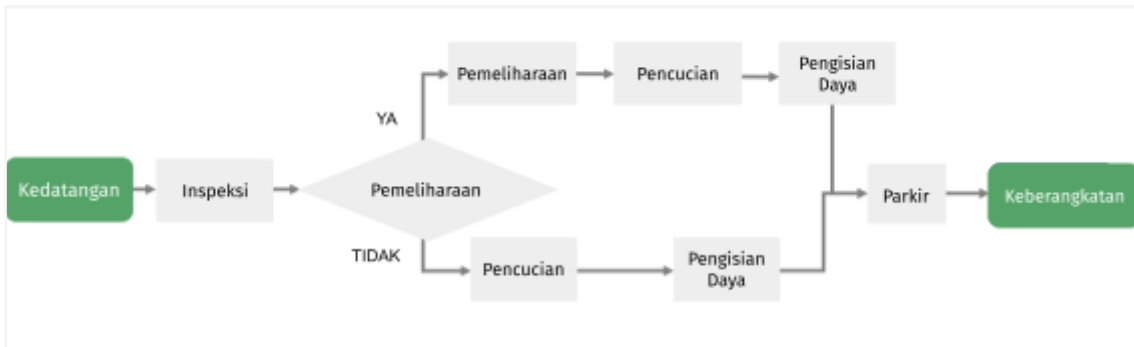 Kedatangan
Inspeksi
Pemeliharaan
YA
Pemeliharaan
Pencucian
Pengisian
Daya
TIDAK
Pencucian
Pengisian
Daya
Parkir
Keberangkatan